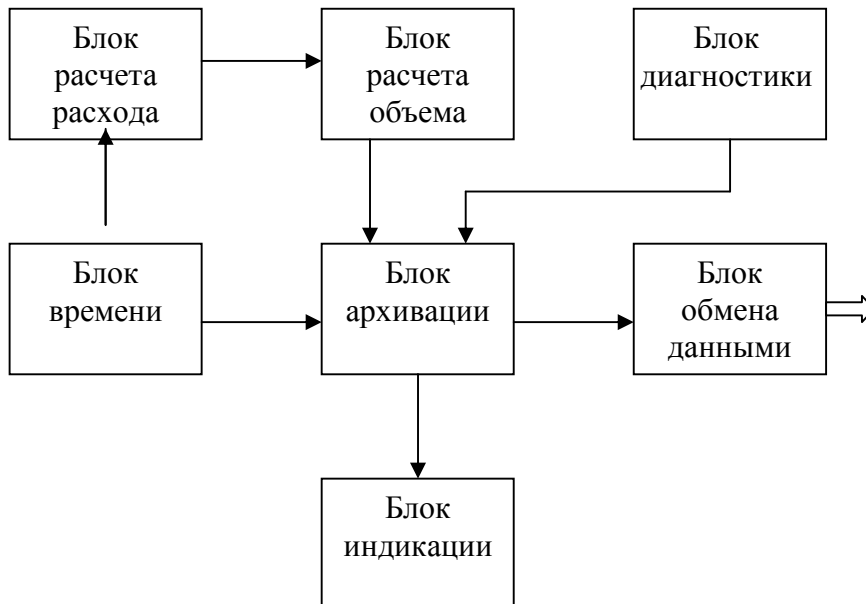 Блок
расчета
расхода
Блок
расчета
объема
Блок
диагностики
Блок
времени
Блок
архивации
Блок
обмена
данными
Блок
индикации